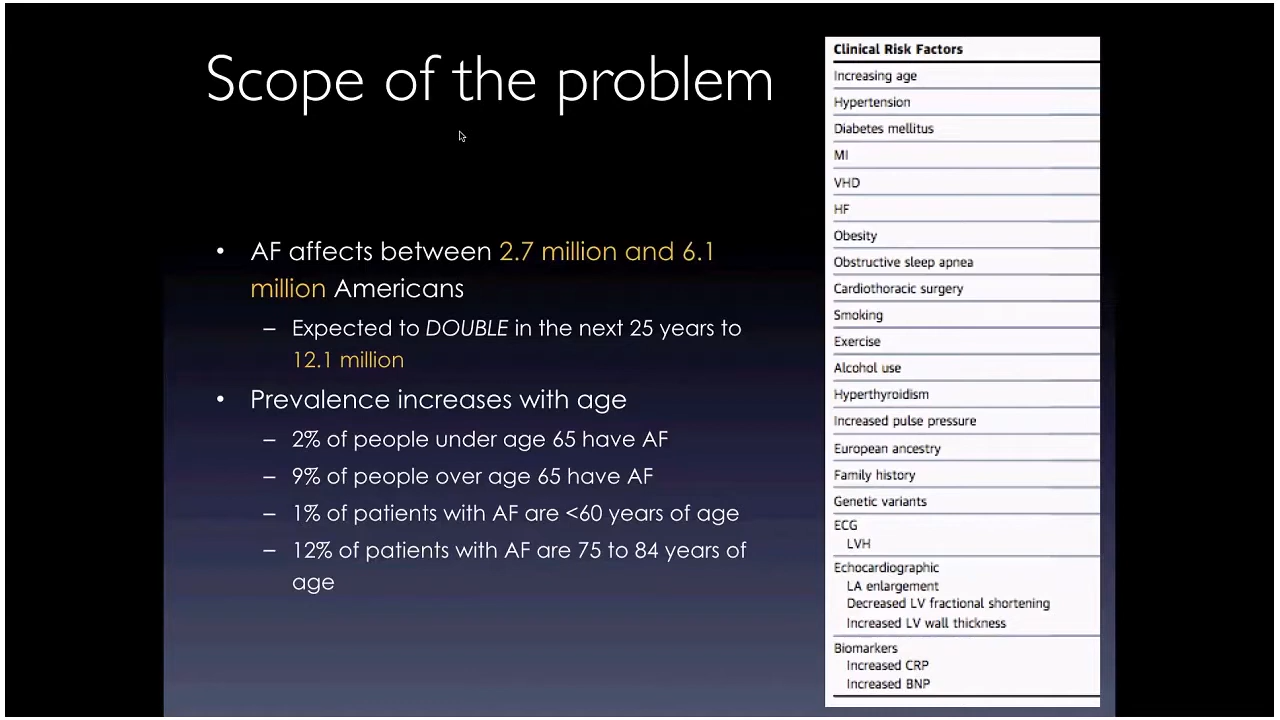 Scope of the problem
• AF affects between 2.7 million and 6.1
million Americans
– Expected to DOUBLE in the next 25 years to
12.1 million
• Prevalence increases with age
– 2% of people under age 65 have AF
– 9% of people over age 65 have AF
– 1% of patients with AF are <60 years of age
– 12% of patients with AF are 75 to 84 years of
age
Clinical Risk Factors
Increasing age
Hypertension
Diabetes mellitus
MI
VHD
HF
Obesity
Obstructive sleep apnea
Cardiothoracic surgery
Smoking
Exercise
Alcohol use
Hyperthyroidism
Increased pulse pressure
European ancestry
Family history
Genetic variants
ECG
LVH
Echocardiographic
LA enlargement
Decreased LV fractional shortening
Increased LV wall thickness
Biomarkers
Increased CRP
Increased BNP